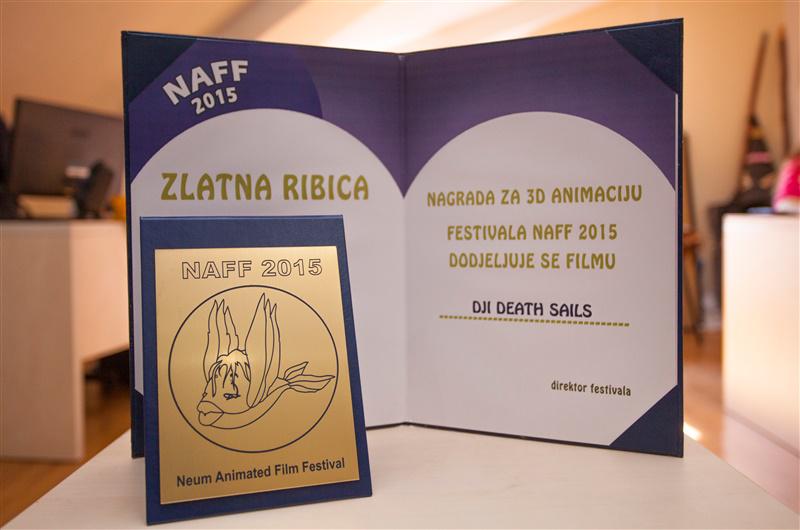 NAFF
2015
ZLATNA RIBICA
NAGRADA ZA 3D ANIMACIJU
FESTIVALA NAFF 2015
DODJELJUJE SE FILMU
DJI DEATH SAILS
direktor festivala
NAFF 2015
Neum Animated Film Festival